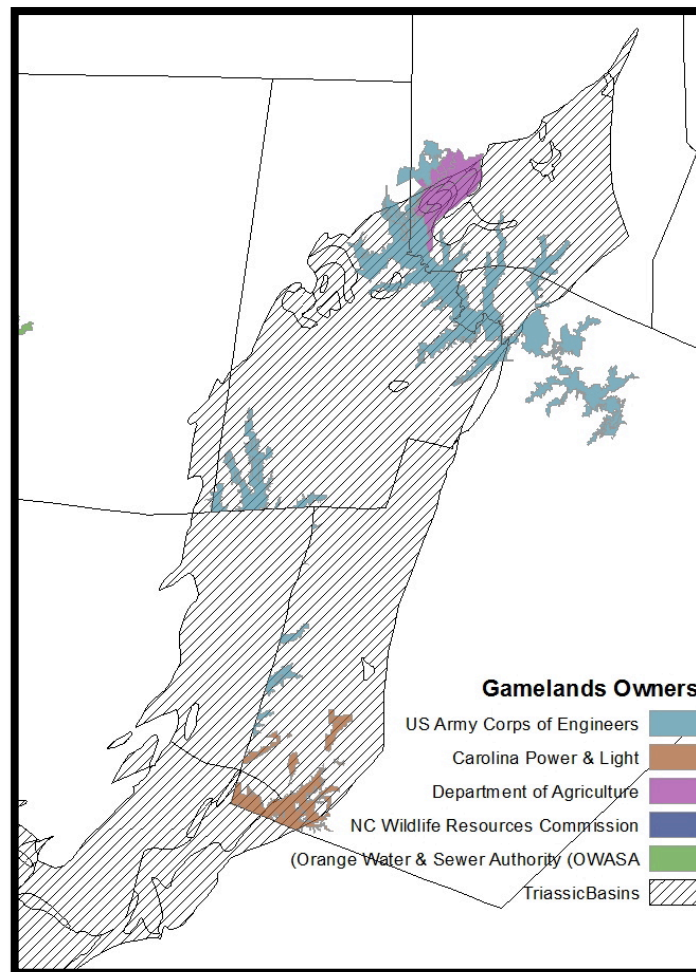 Gamelands Owners
US Army Corps of Engineers
Carolina Power & Light
Department of Agriculture
NC Wildlife Resources Commission
(Orange Water & Sewer Authority (OWASA
TriassicBasins